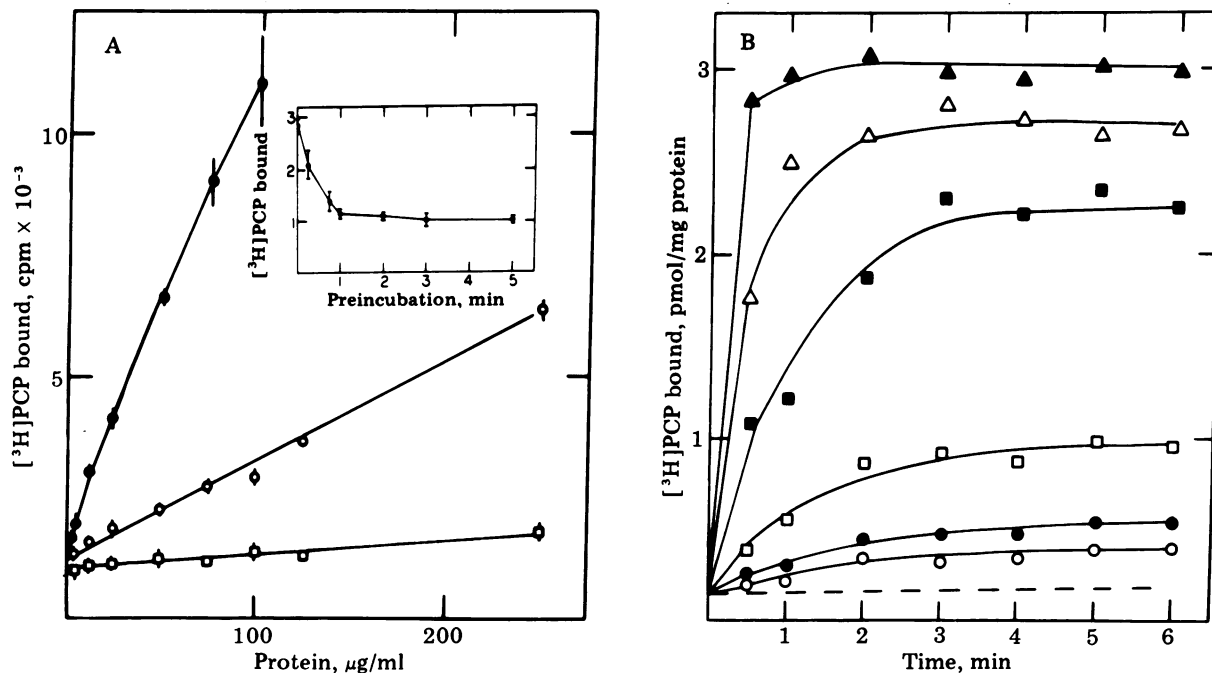 A
10
5
[³H]PCP bound, cpm × 10⁻³
100
200
Protein, μg/ml
3
2
1
[³H]PCP bound
1
2
3
4
5
Preincubation, min
B
3
2
1
[³H]PCP bound, pmol/mg protein
1
2
3
4
5
6
Time, min